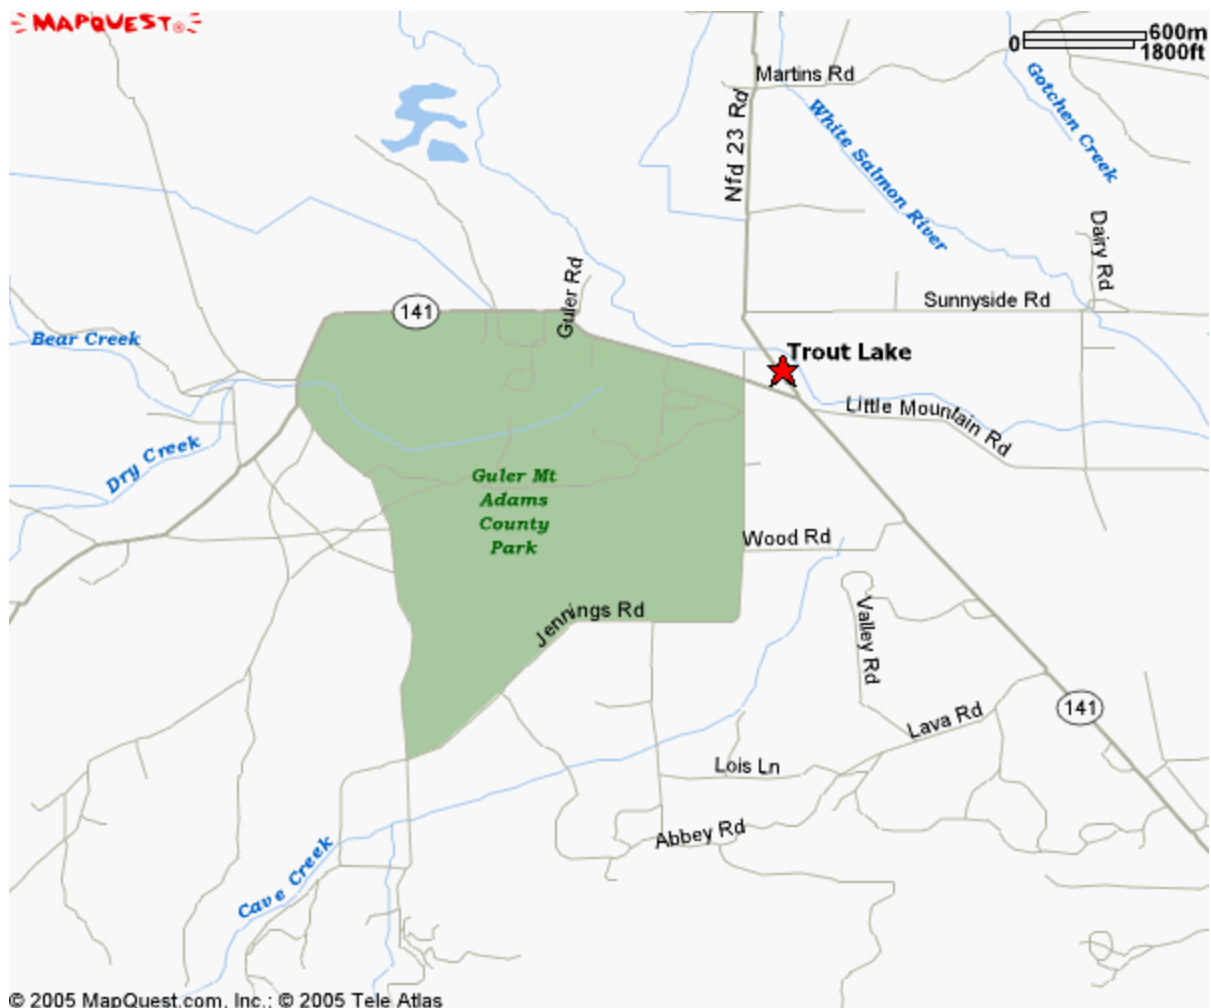 MAPQUEST®
0
600m
1800ft
Martins Rd
Gotchen Creek
Nfd 23 Rd
White Salmon River
Dairy Rd
Guler Rd
Sunnyside Rd
141
Bear Creek
Trout Lake
Little Mountain Rd
Dry Creek
Guler Mt
Adams
County
Park
Wood Rd
Jennings Rd
Valley Rd
141
Lava Rd
Lois Ln
Abbey Rd
Cave Creek
© 2005 MapQuest.com, Inc.; © 2005 Tele Atlas